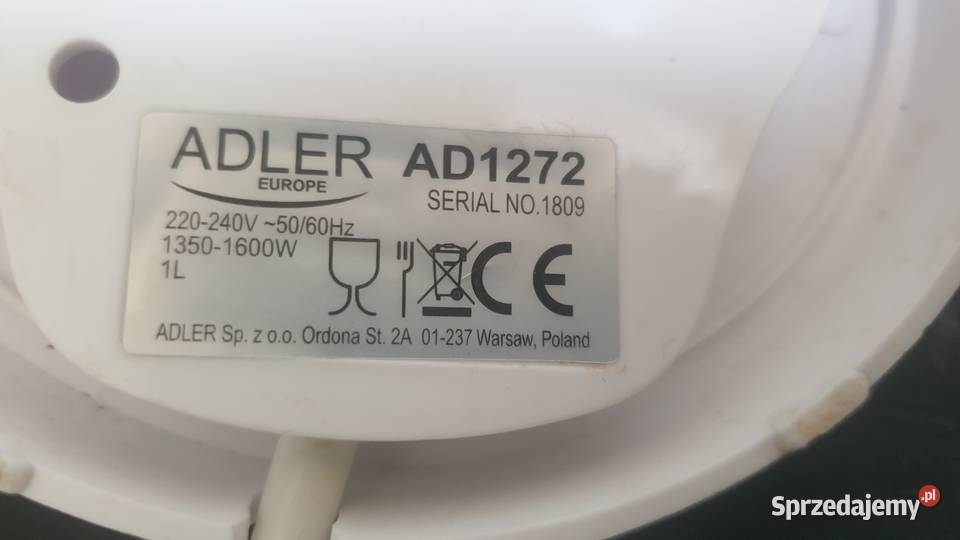 ADLER AD1272
EUROPE
SERIAL NO.1809
220-240V ~50/60Hz
1350-1600W
1L
CE
ADLER Sp. z o.o. Ordona St. 2A 01-237 Warsaw, Poland
Sprzedajemy.pl